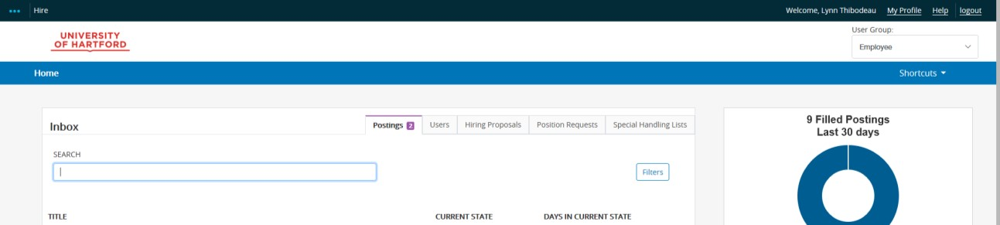 Hire
Welcome, Lynn Thibodeau My Profile Help logout
UNIVERSITY
OF HARTFORD
User Group:
Employee
Home Shortcuts
Inbox Postings 2 Users Hiring Proposals Position Requests Special Handling Lists
SEARCH
Filters
TITLE CURRENT STATE DAYS IN CURRENT STATE
9 Filled Postings
Last 30 days